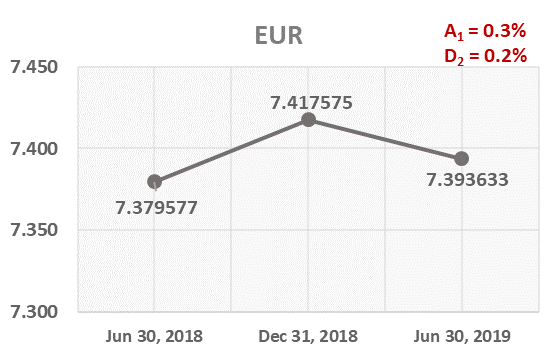 EUR
A₁ = 0.3%
D₂ = 0.2%
7.450
7.400
7.350
7.300
7.417575
7.379577
7.393633
Jun 30, 2018
Dec 31, 2018
Jun 30, 2019